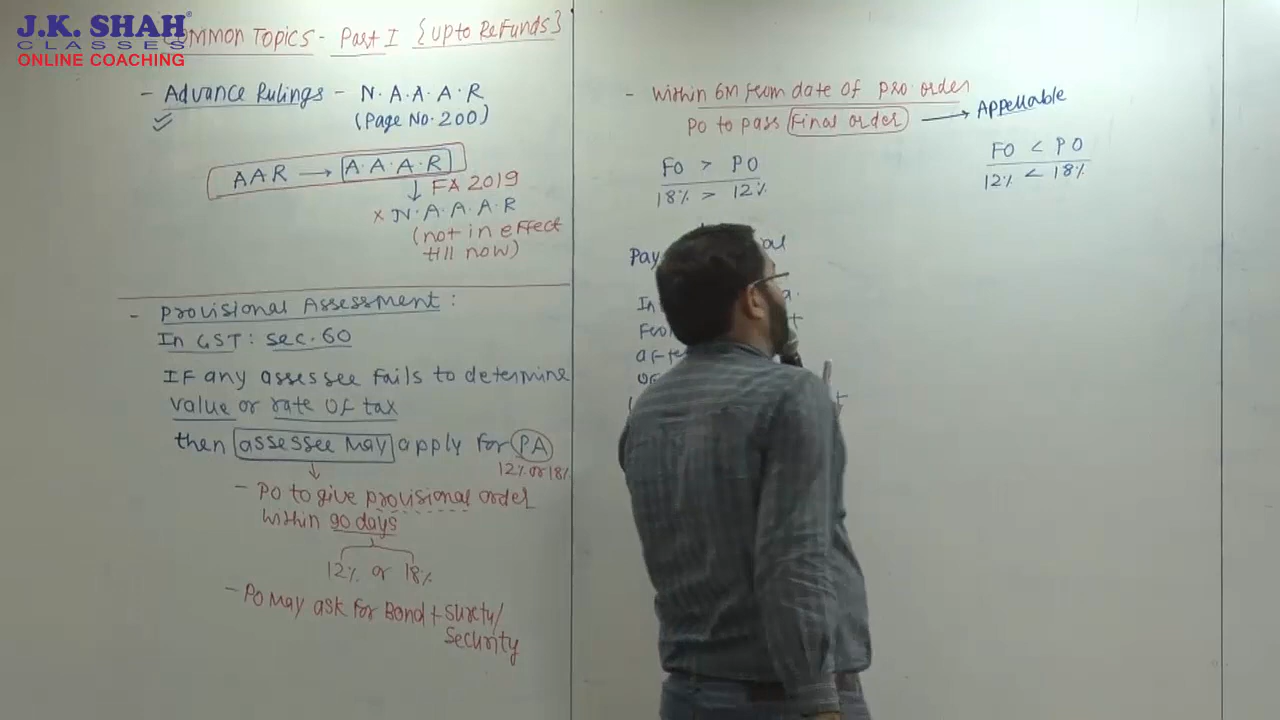 J.K. SHAH®
CLASSES
ONLINE COACHING
Common Topics - Part I {upto Refunds}
- Advance Rulings - N.A.A.A.R
(Page No. 200)
AAR → A.A.A.R
↓ FA 2019
× N.A.A.A.R
(not in effect
till now)
- Provisional Assessment:
In GST: sec. 60
If any assessee fails to determine
value or rate of tax
then assessee may apply for PA
12% or 18%
- PO to give provisional order
within 90 days
12% or 18%
- PO may ask for Bond + Surety/
Security
- within 6M from date of pro. order
PO to pass final order → Appellable
FO > PO
18% > 12%
Pay
In
From
after
FO < PO
12% < 18%